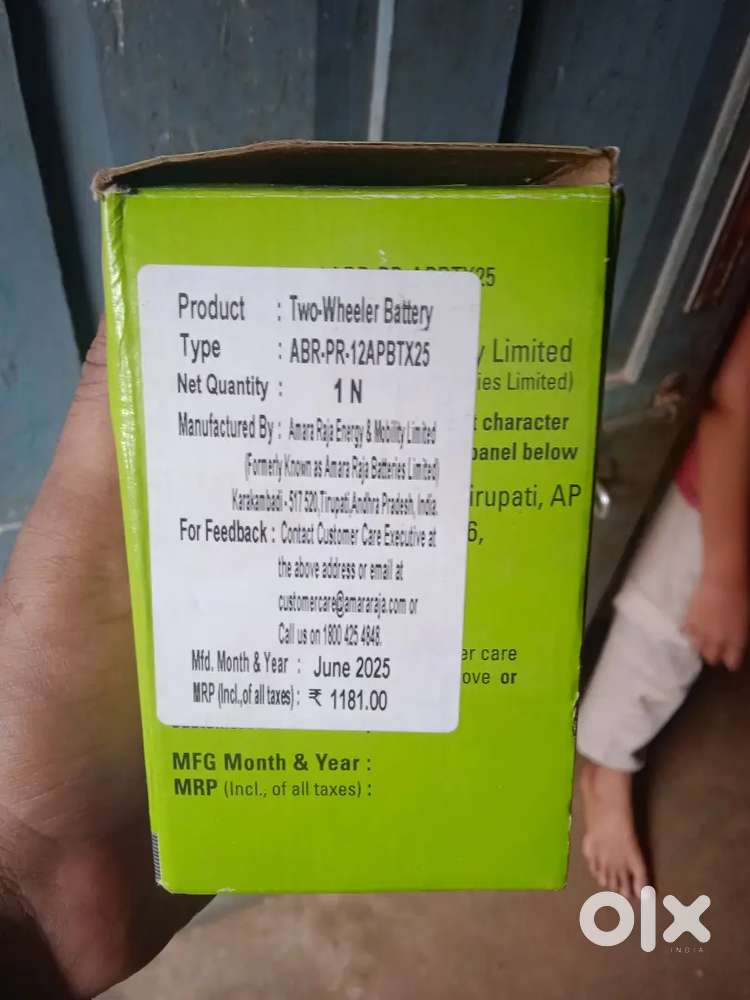 ABR-PR-APBTX25
Product : Two-Wheeler Battery
Type : ABR-PR-12APBTX25
y Limited
Net Quantity : 1 N
ies Limited)
Manufactured By : Amara Raja Energy & Mobility Limited
t character
(Formerly Known as Amara Raja Batteries Limited)
panel below
Karakambadi - 517 520,Tirupati,Andhra Pradesh, India.
irupati, AP
For Feedback : Contact Customer Care Executive at
6,
the above address or email at
customercare@amararaja.com or
Call us on 1800 425 4848.
er care
Mfd. Month & Year : June 2025
ove or
MRP (Incl.,of all taxes) : ₹ 1181.00
MFG Month & Year :
MRP (Incl., of all taxes) :
olx
INDIA